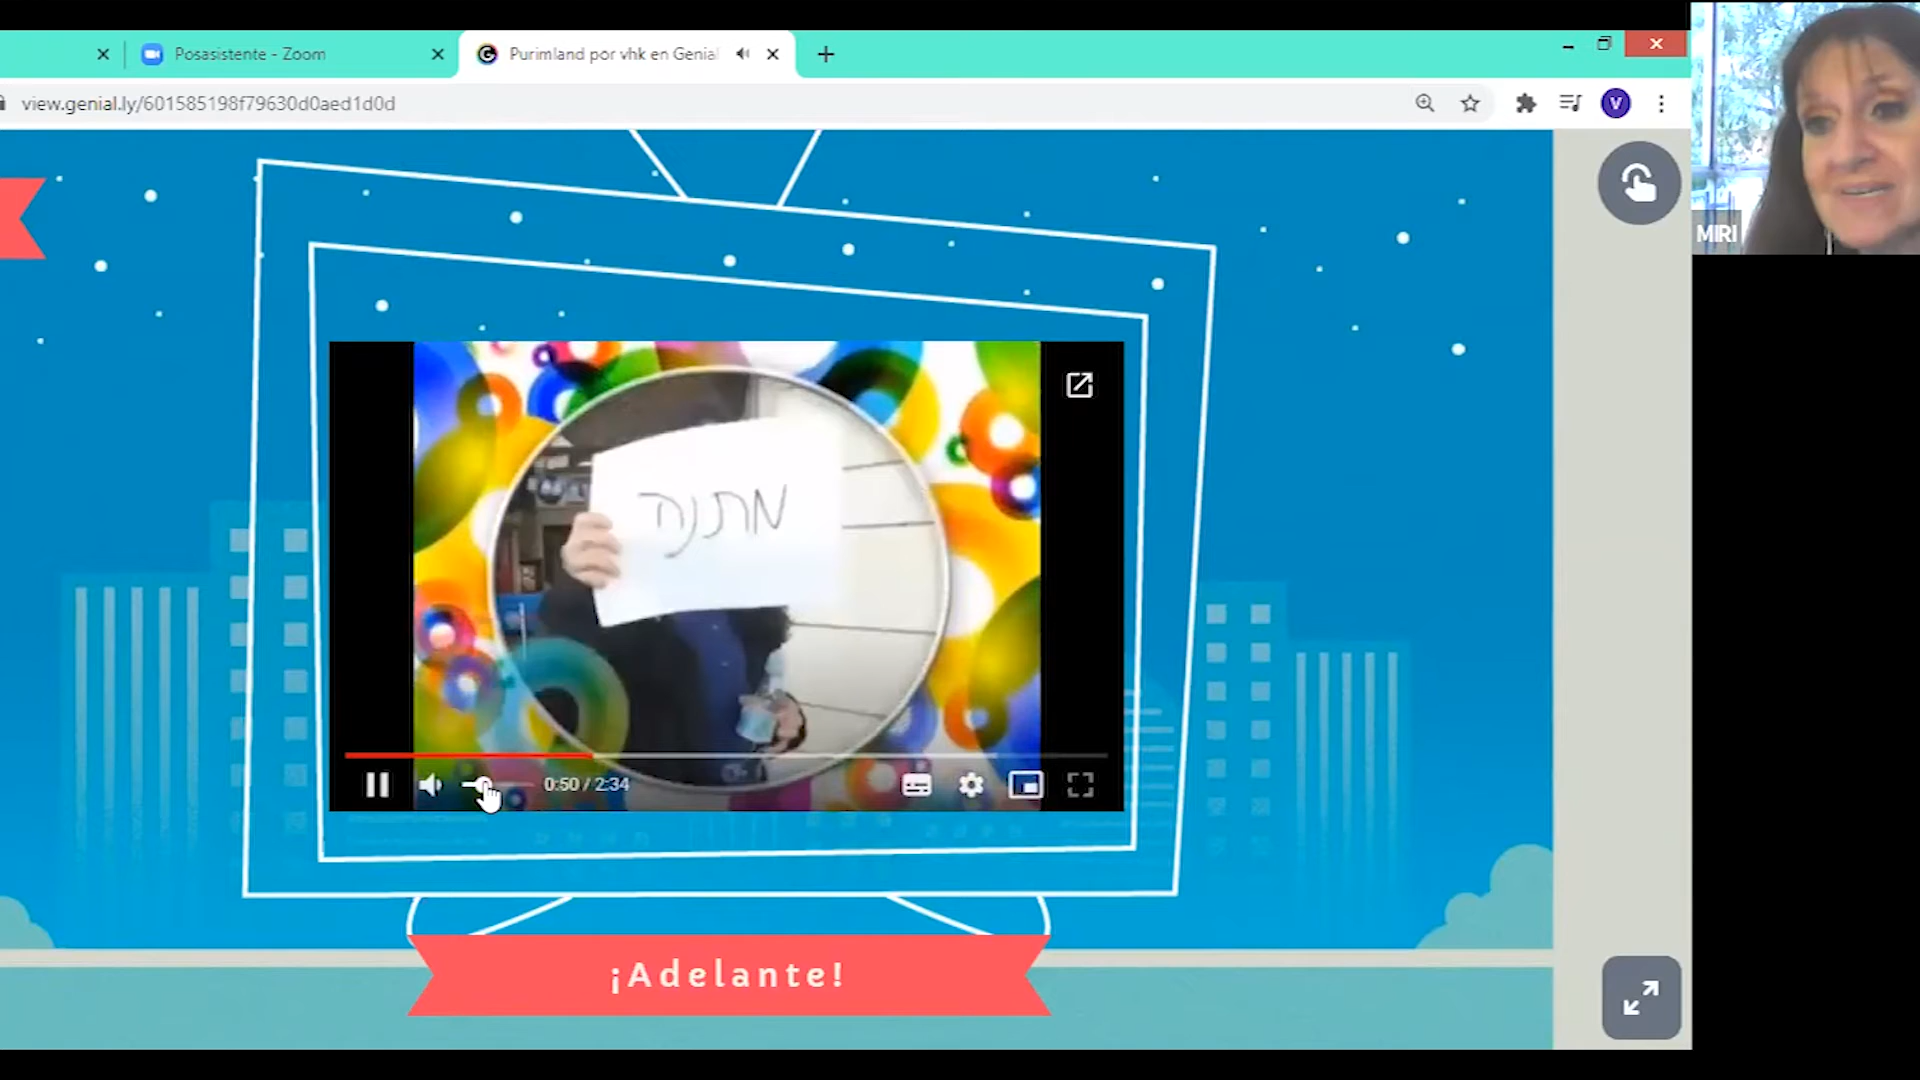 Posasistente - Zoom
Purimland por vhk en Genial
view.genial.ly/601585198f79630d0aed1d0d
V
MIRI
מתנה
0:50 / 2:34
¡Adelante!